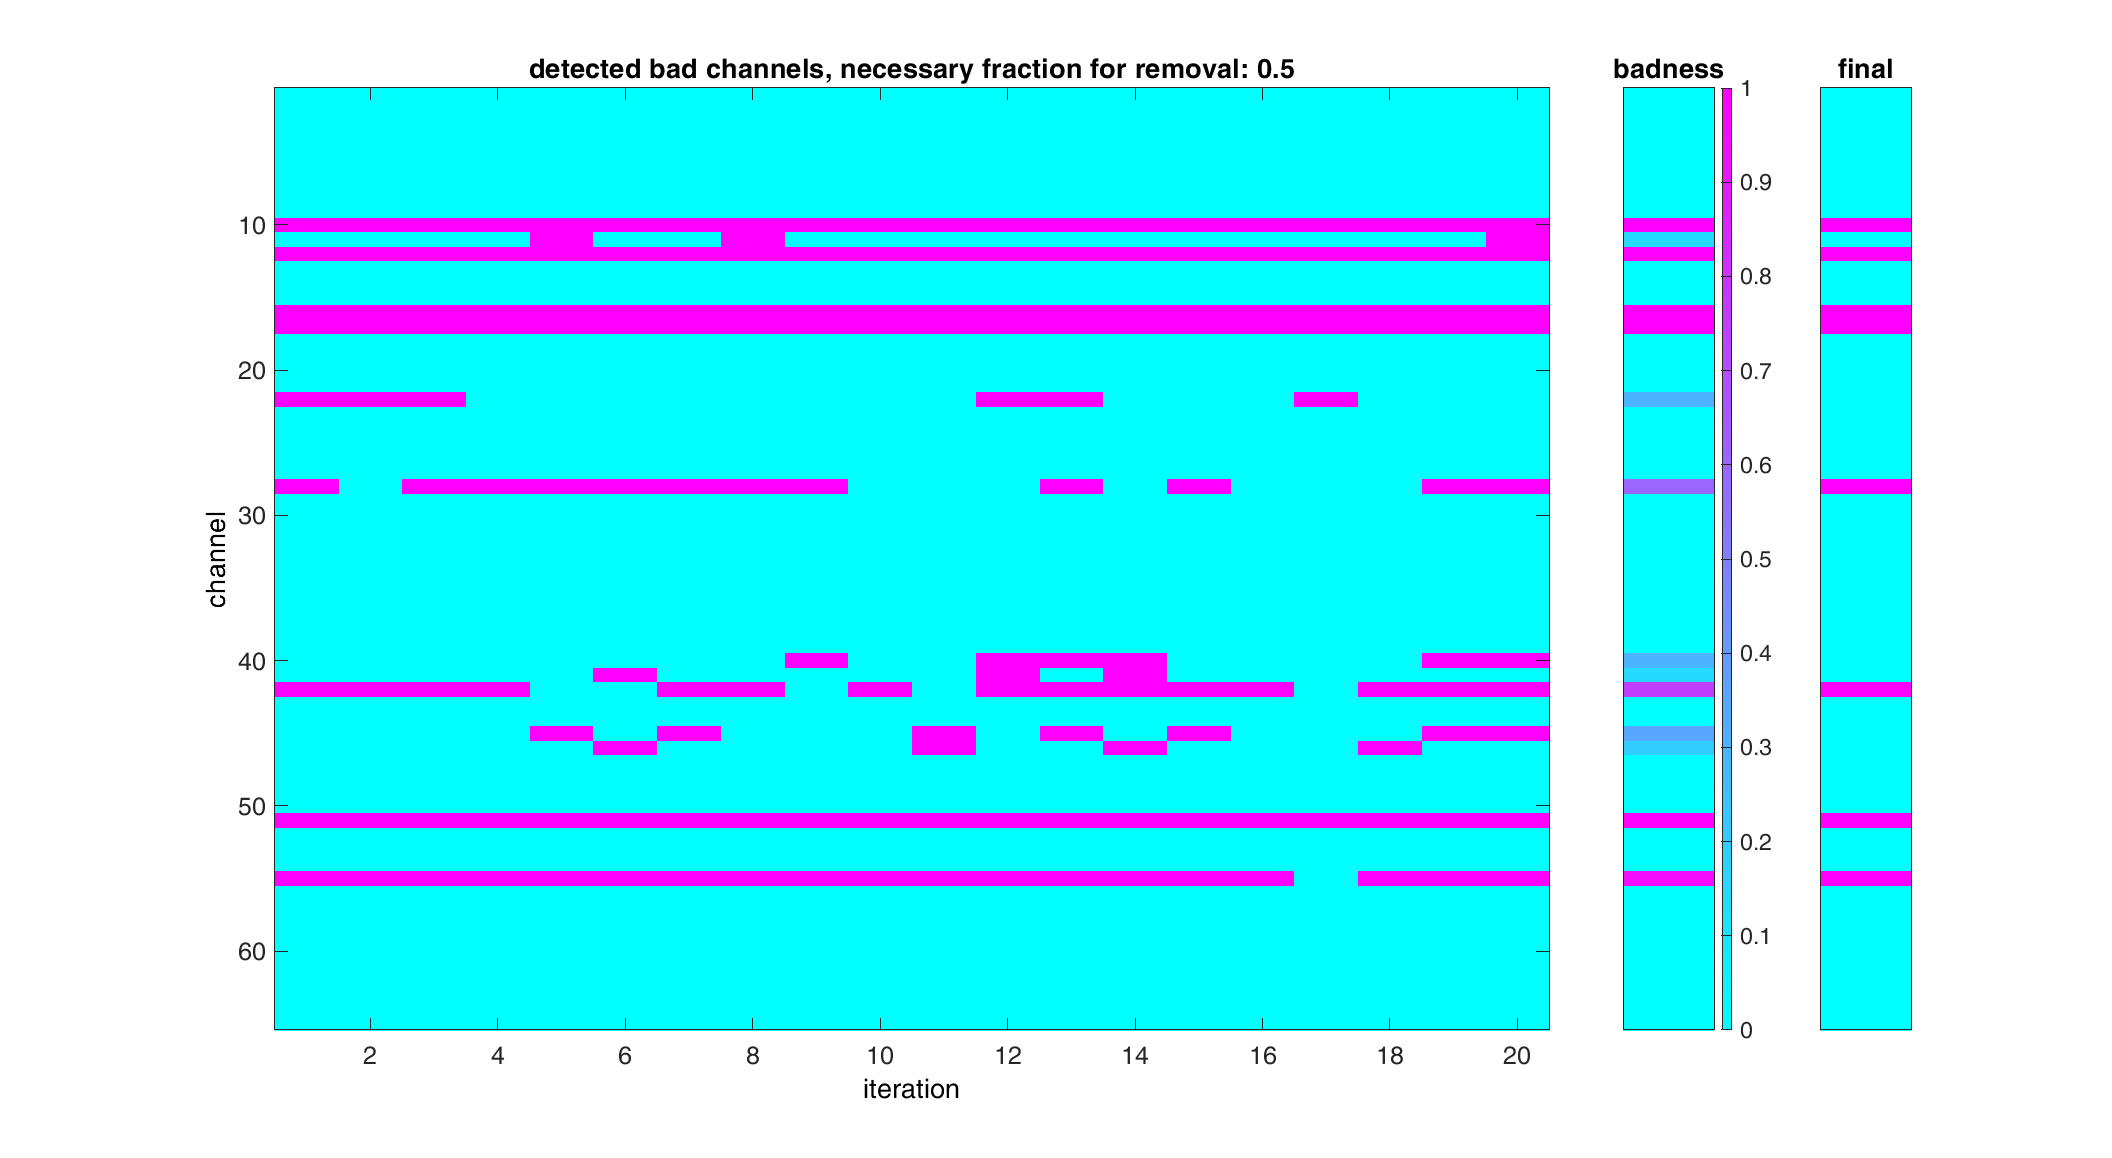 detected bad channels, necessary fraction for removal: 0.5
badness
final
channel
10
20
30
40
50
60
2 4 6 8 10 12 14 16 18 20
iteration
1
0.9
0.8
0.7
0.6
0.5
0.4
0.3
0.2
0.1
0